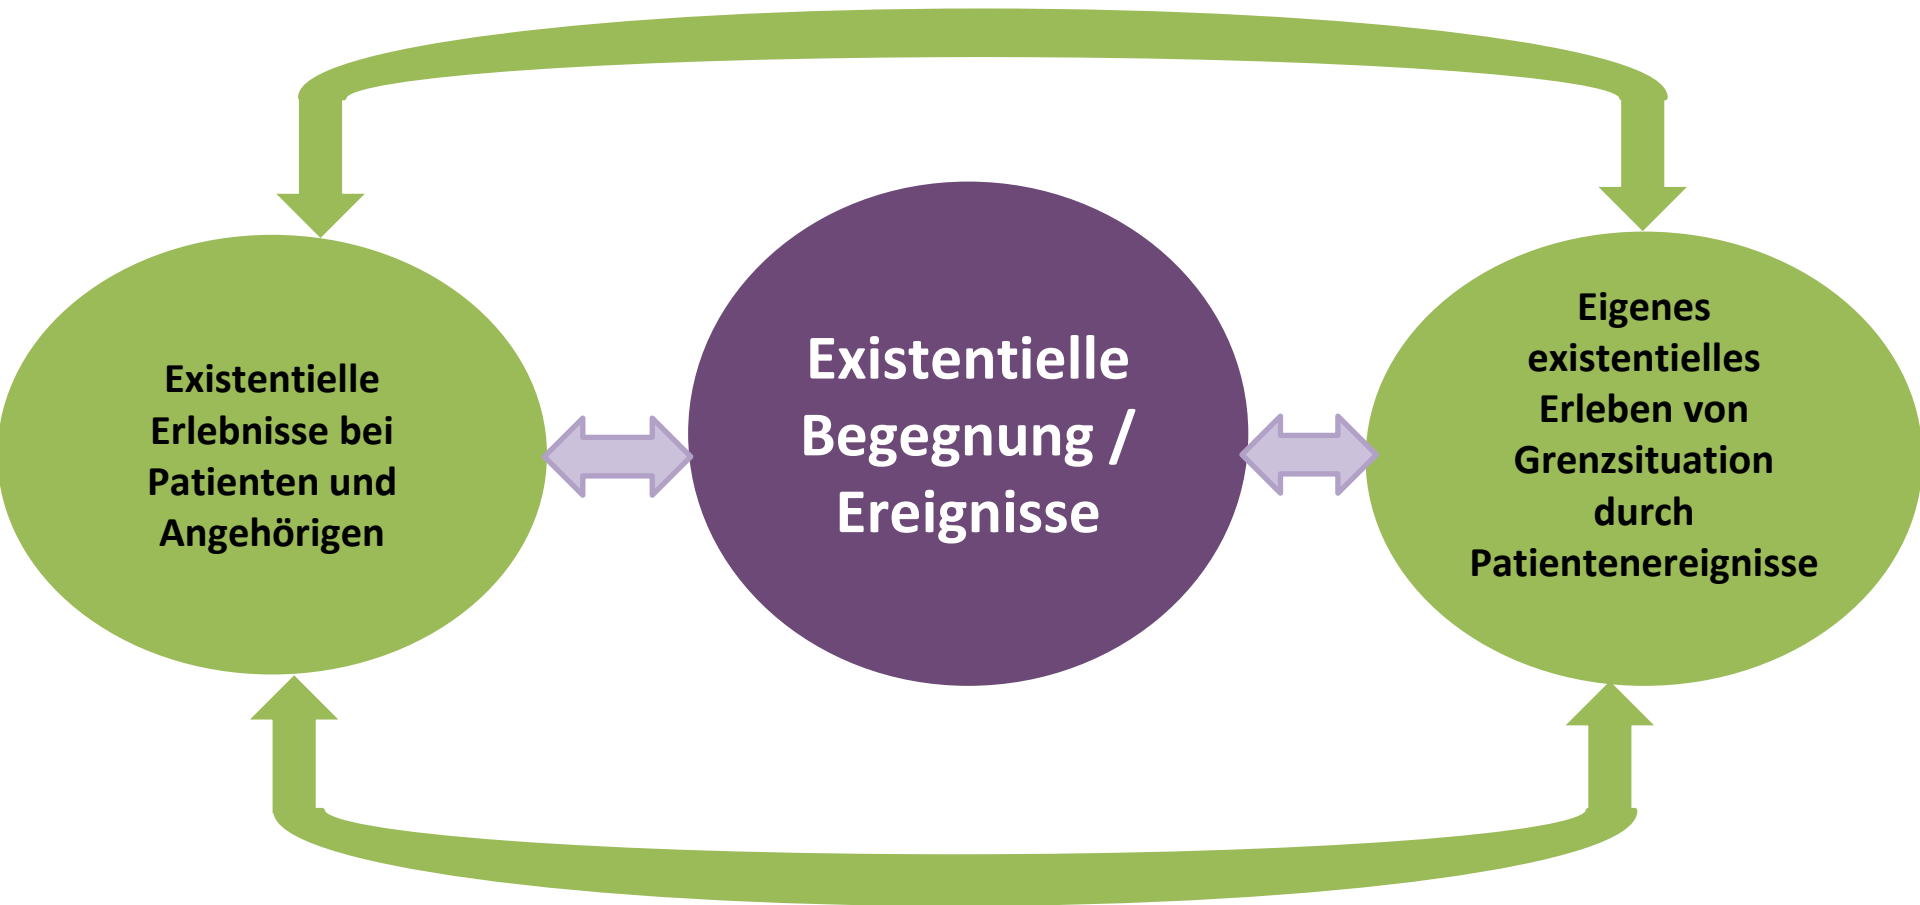 Existentielle
Erlebnisse bei
Patienten und
Angehörigen
Existentielle
Begegnung /
Ereignisse
Eigenes
existentielles
Erleben von
Grenzsituation
durch
Patientenereignisse